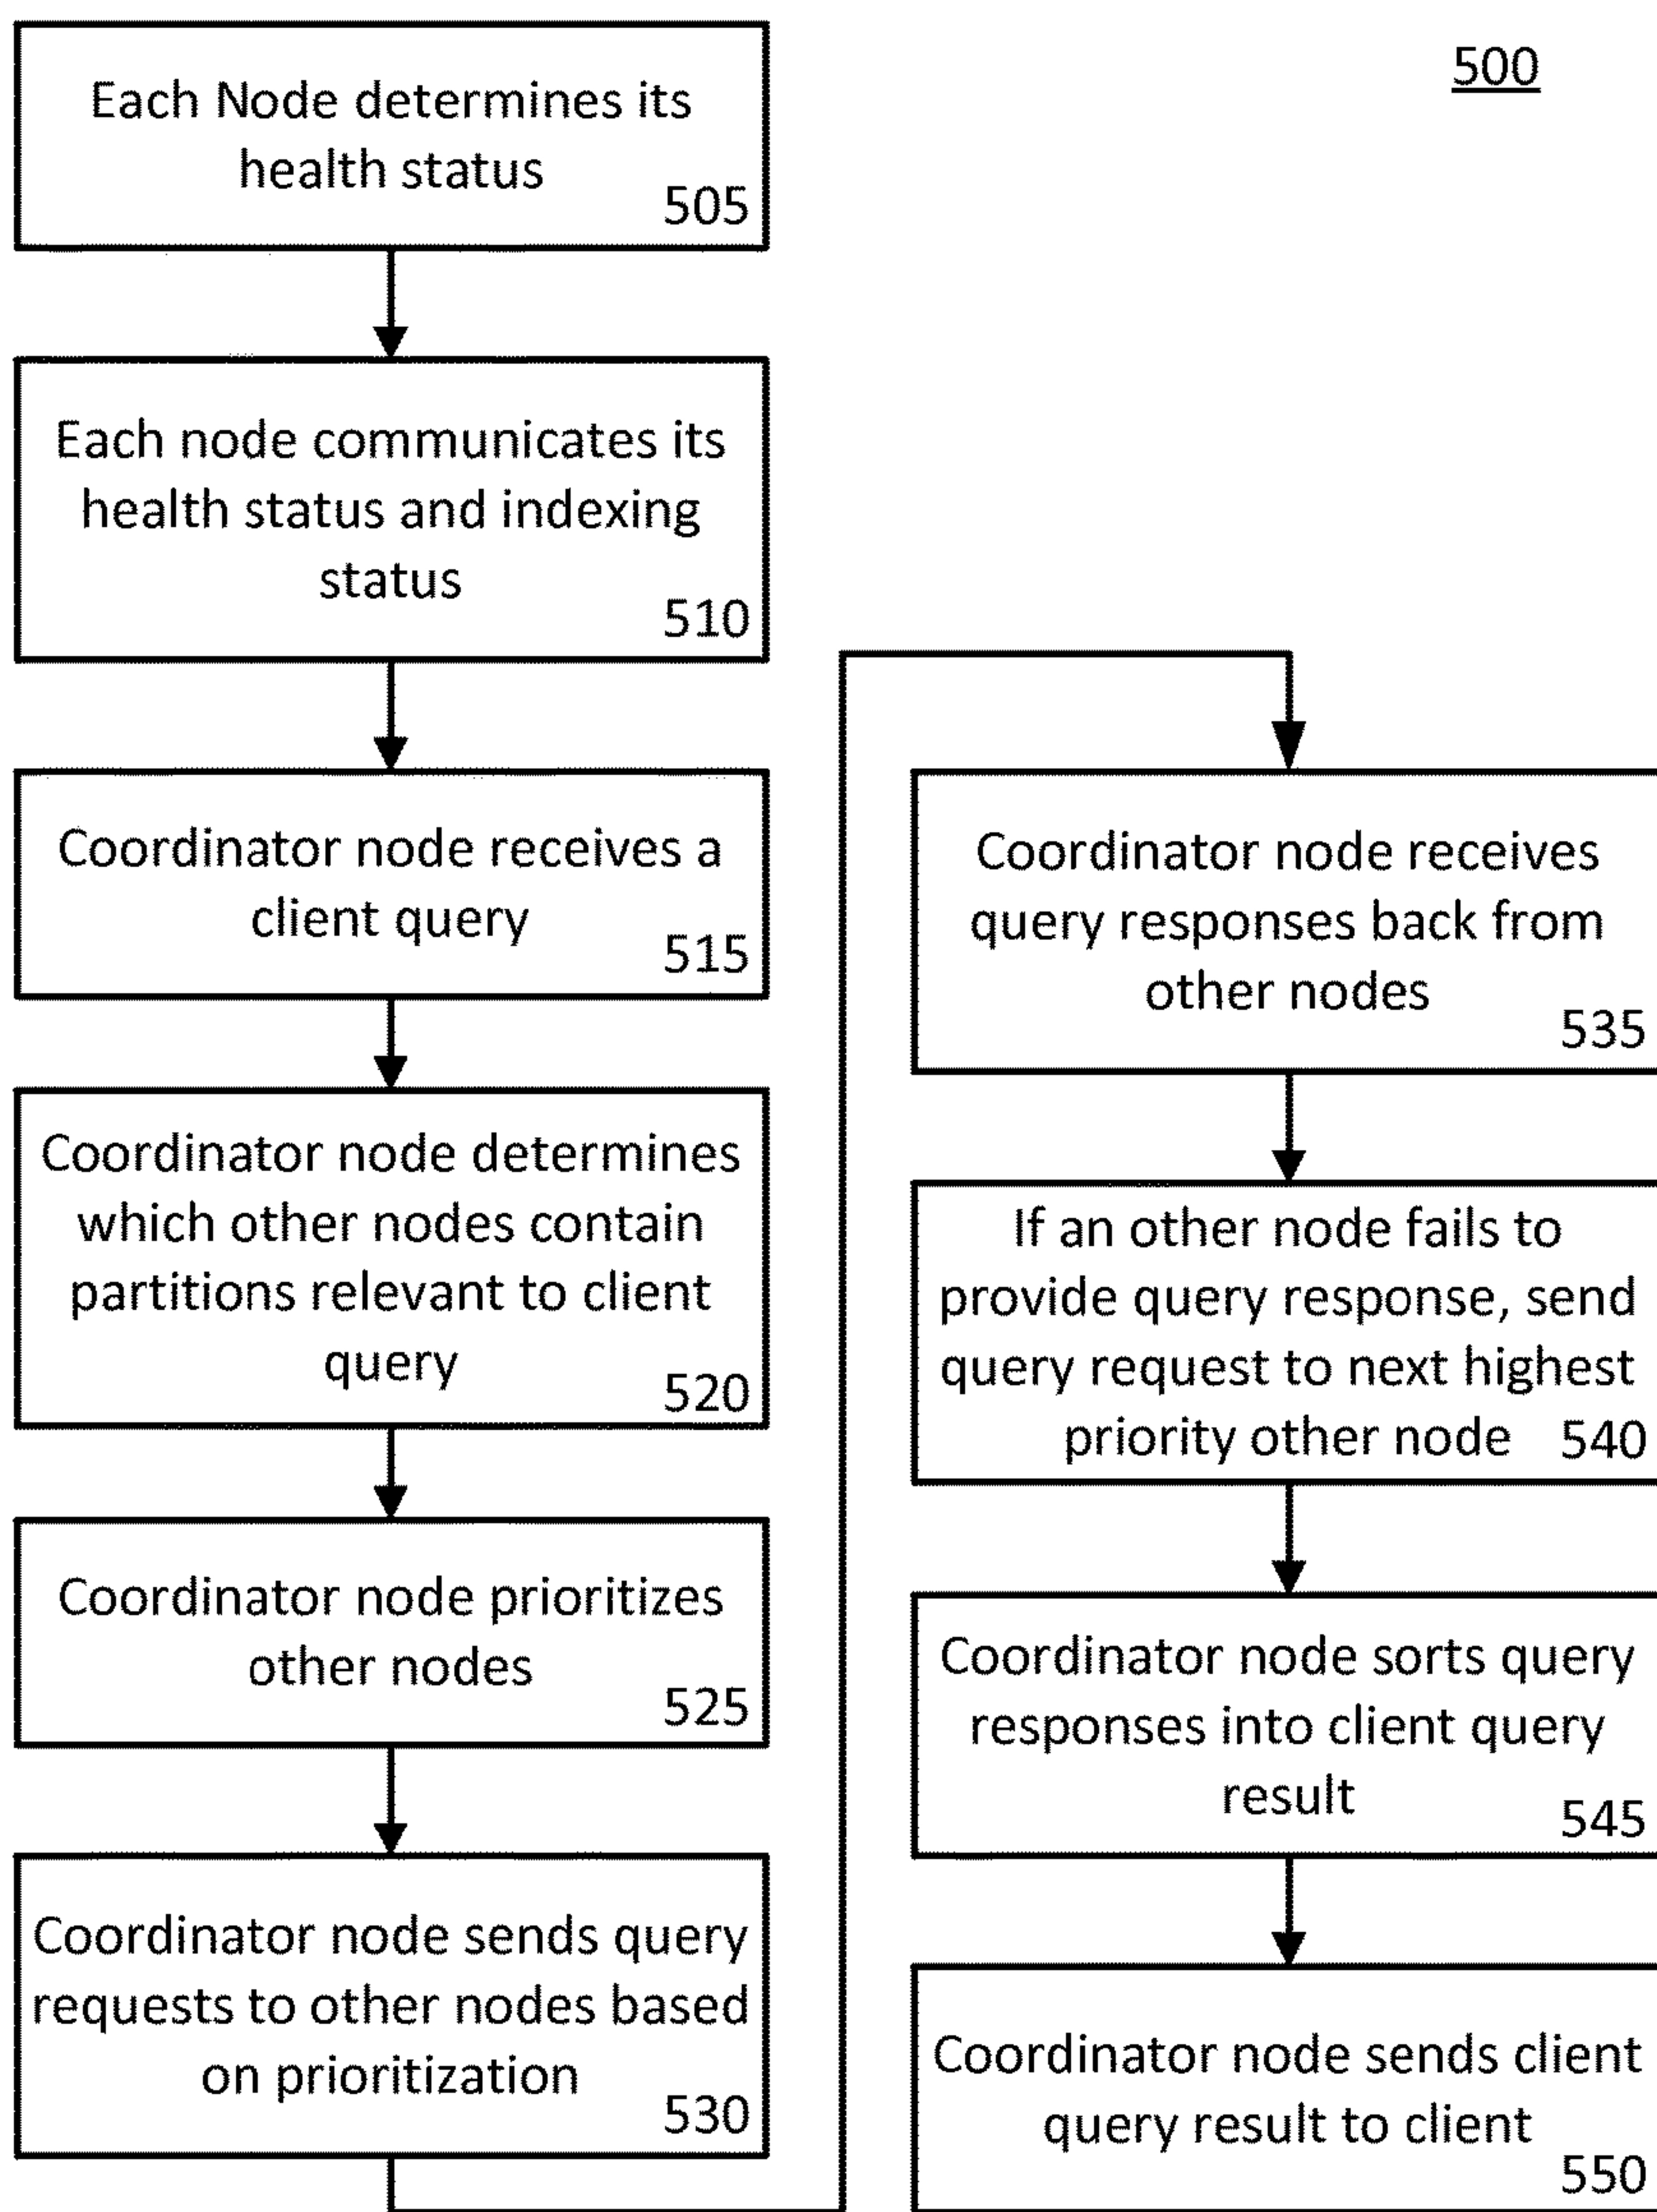 500
Each Node determines its
health status
505
Each node communicates its
health status and indexing
status
510
Coordinator node receives a
client query
515
Coordinator node determines
which other nodes contain
partitions relevant to client
query
520
Coordinator node prioritizes
other nodes
525
Coordinator node sends query
requests to other nodes based
on prioritization
530
Coordinator node receives
query responses back from
other nodes
535
If an other node fails to
provide query response, send
query request to next highest
priority other node 540
Coordinator node sorts query
responses into client query
result
545
Coordinator node sends client
query result to client
550